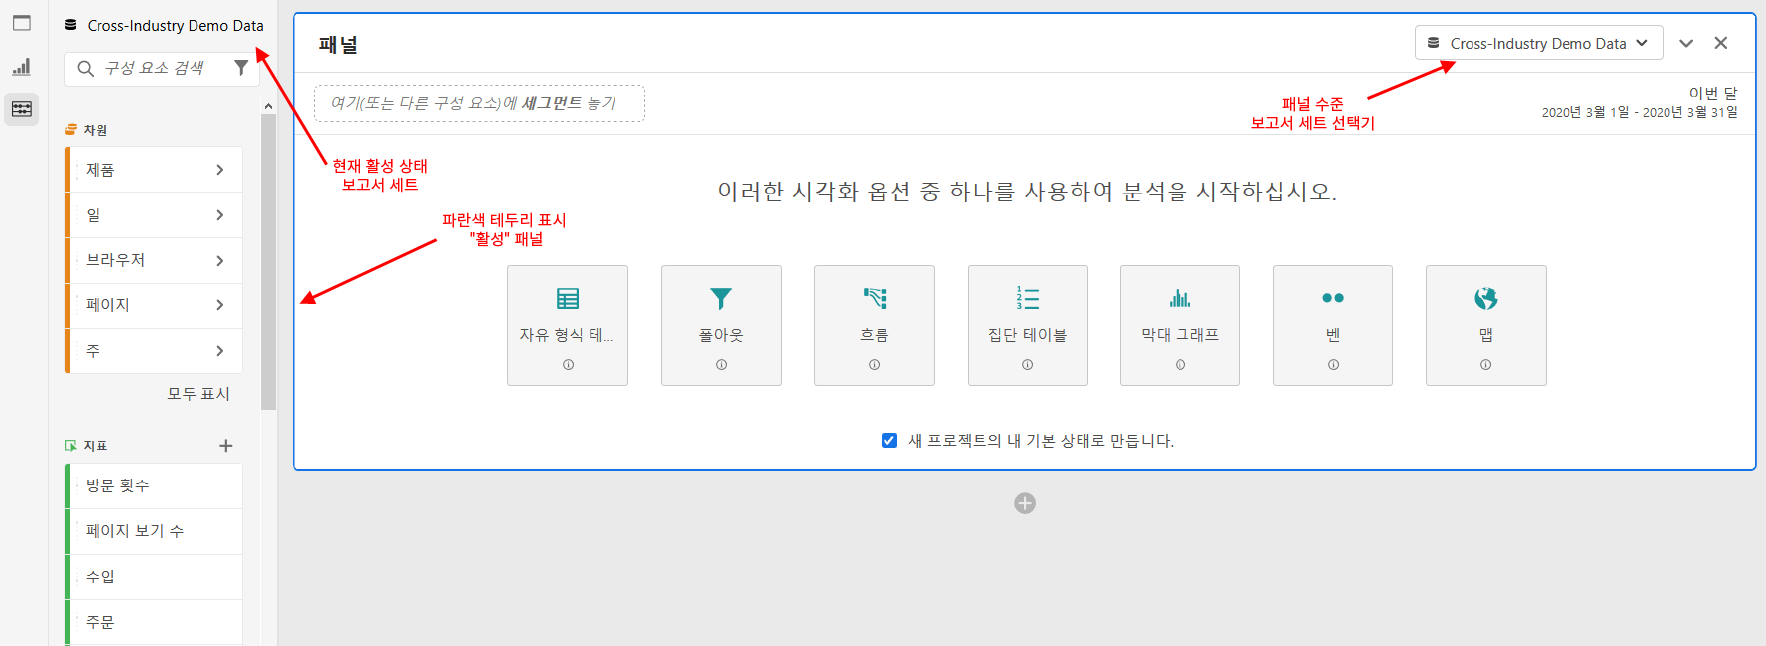 Cross-Industry Demo Data
구성 요소 검색
차원
제품
일
브라우저
페이지
주
모두 표시
지표
방문 횟수
페이지 보기 수
수입
주문
패널
Cross-Industry Demo Data
여기(또는 다른 구성 요소)에 세그먼트 놓기
이번 달
2020년 3월 1일 - 2020년 3월 31일
패널 수준
보고서 세트 선택기
현재 활성 상태
보고서 세트
파란색 테두리 표시
"활성" 패널
이러한 시각화 옵션 중 하나를 사용하여 분석을 시작하십시오.
자유 형식 테...
폴아웃
흐름
집단 테이블
막대 그래프
벤
맵
새 프로젝트의 내 기본 상태로 만듭니다.